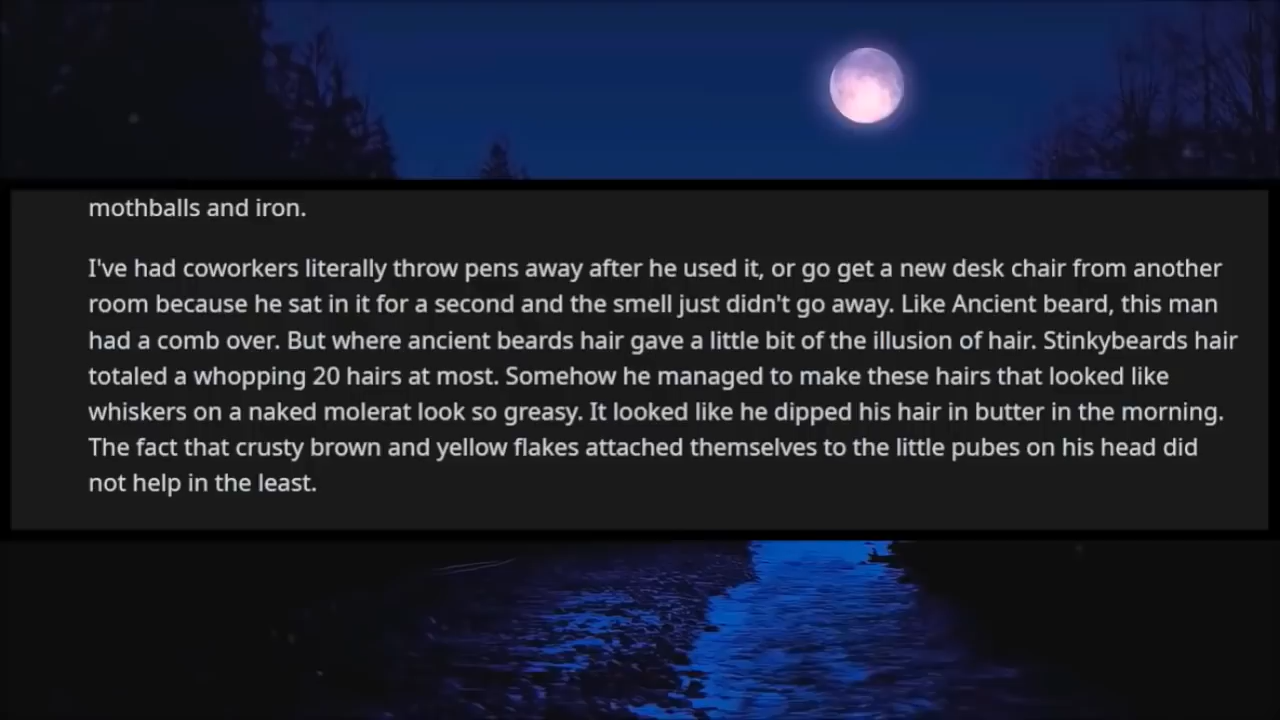 mothballs and iron.
I've had coworkers literally throw pens away after he used it, or go get a new desk chair from another
room because he sat in it for a second and the smell just didn't go away. Like Ancient beard, this man
had a comb over. But where ancient beards hair gave a little bit of the illusion of hair. Stinkybeards hair
totaled a whopping 20 hairs at most. Somehow he managed to make these hairs that looked like
whiskers on a naked molerat look so greasy. It looked like he dipped his hair in butter in the morning.
The fact that crusty brown and yellow flakes attached themselves to the little pubes on his head did
not help in the least.